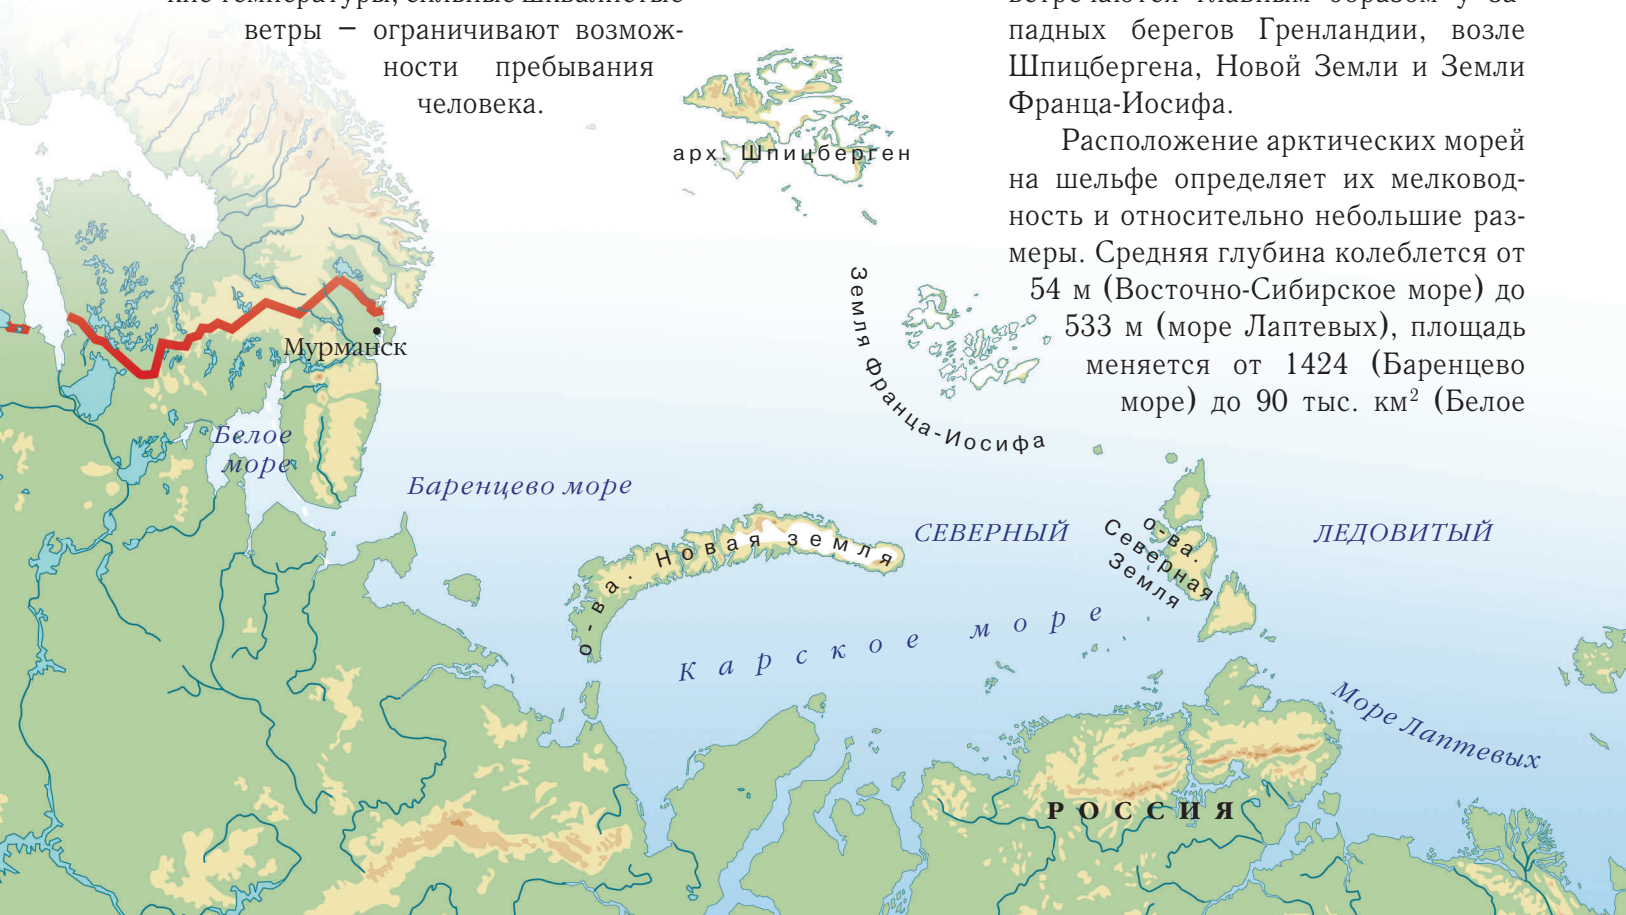 ветры — ограничивают возмож-
ности пребывания
человека.
падных берегов Гренландии, возле
Шпицбергена, Новой Земли и Земли
Франца-Иосифа.
Расположение арктических морей
на шельфе определяет их мелковод-
ность и относительно небольшие раз-
меры. Средняя глубина колеблется от
54 м (Восточно-Сибирское море) до
533 м (море Лаптевых), площадь
меняется от 1424 (Баренцево
море) до 90 тыс. км² (Белое
арх. Шпицберген
Земля Франца-Иосифа
Мурманск
Белое
море
Баренцево море
о-ва. Новая земля
СЕВЕРНЫЙ
ЛЕДОВИТЫЙ
о-ва.
Северная
Земля
Карское море
Море Лаптевых
РОССИЯ